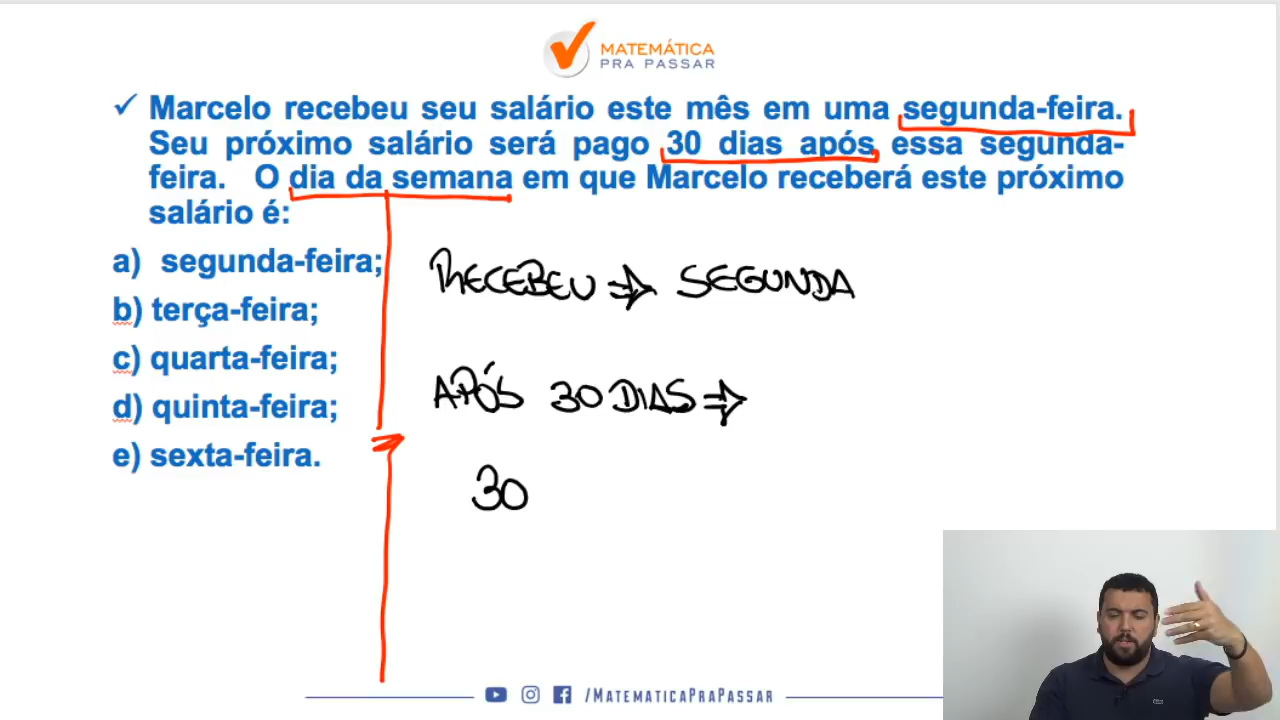 MATEMÁTICA
PRA PASSAR
✓ Marcelo recebeu seu salário este mês em uma segunda-feira.
Seu próximo salário será pago 30 dias após essa segunda-
feira. O dia da semana em que Marcelo receberá este próximo
salário é:
a) segunda-feira;
b) terça-feira;
c) quarta-feira;
d) quinta-feira;
e) sexta-feira.
RECEBEU ⇒ SEGUNDA
APÓS 30 DIAS ⇒
30
/MATEMATICAPRAPASSAR